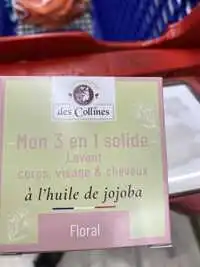 des Collines
Mon 3 en 1 solide
Lavant
corps, visage & cheveux
à l'huile de jojoba
Floral